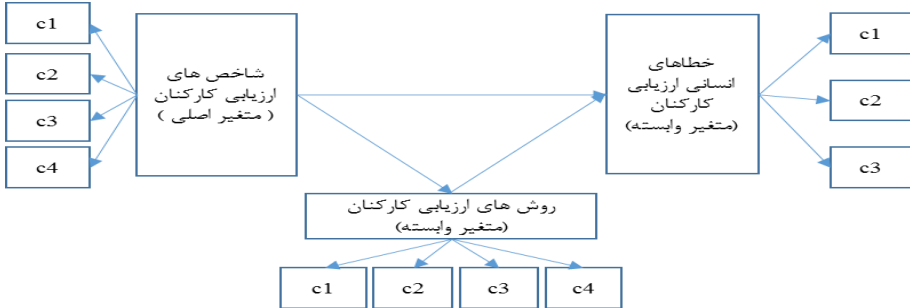 c1
c2
c3
c4
شاخص های
ارزیابی کارکنان
( متغیر اصلی )
خطاهای
انسانی ارزیابی
کارکنان
(متغیر وابسته)
c1
c2
c3
روش های ارزیابی کارکنان
(متغیر وابسته)
c1
c2
c3
c4